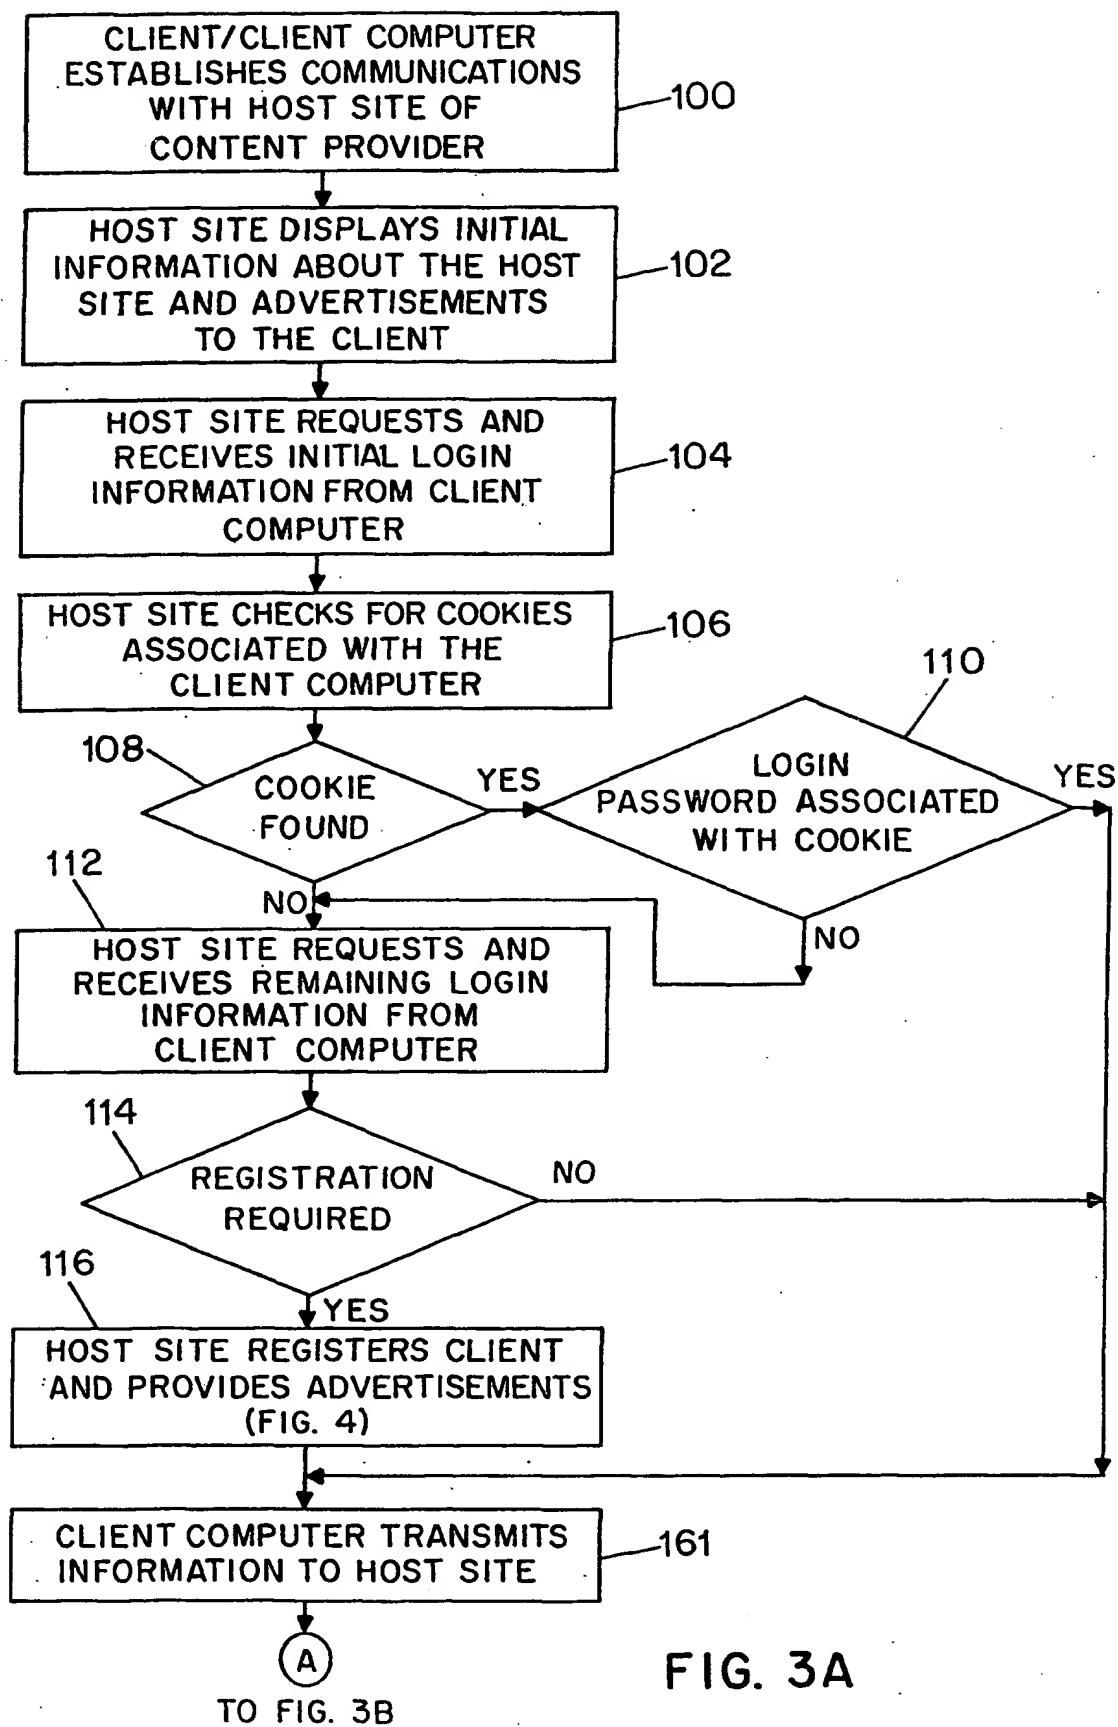 CLIENT/CLIENT COMPUTER
ESTABLISHES COMMUNICATIONS
WITH HOST SITE OF
CONTENT PROVIDER
100
HOST SITE DISPLAYS INITIAL
INFORMATION ABOUT THE HOST
SITE AND ADVERTISEMENTS
TO THE CLIENT
102
HOST SITE REQUESTS AND
RECEIVES INITIAL LOGIN
INFORMATION FROM CLIENT
COMPUTER
104
HOST SITE CHECKS FOR COOKIES
ASSOCIATED WITH THE
CLIENT COMPUTER
106
108
COOKIE
FOUND
YES
NO
110
LOGIN
PASSWORD ASSOCIATED
WITH COOKIE
YES
NO
112
HOST SITE REQUESTS AND
RECEIVES REMAINING LOGIN
INFORMATION FROM
CLIENT COMPUTER
114
REGISTRATION
REQUIRED
NO
YES
116
HOST SITE REGISTERS CLIENT
AND PROVIDES ADVERTISEMENTS
(FIG. 4)
CLIENT COMPUTER TRANSMITS
INFORMATION TO HOST SITE
161
A
TO FIG. 3B
FIG. 3A